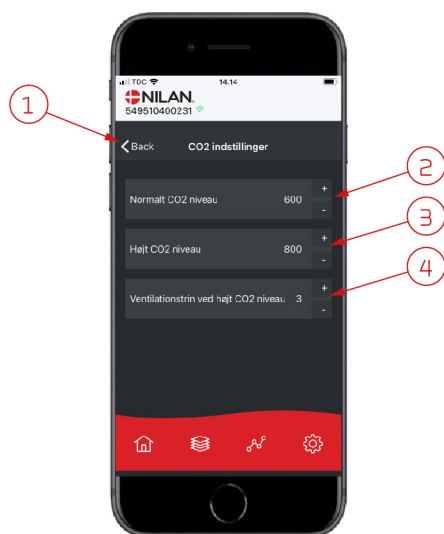 TDC 14.14
NILAN
549510400231
Back CO2 indstillinger
1
Normalt CO2 niveau 600 + -
2
Højt CO2 niveau 800 + -
3
Ventilationstrin ved højt CO2 niveau 3 + -
4